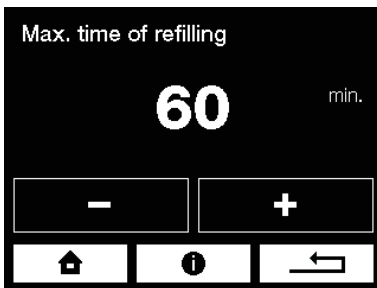 Max. time of refilling
60 min.
- +